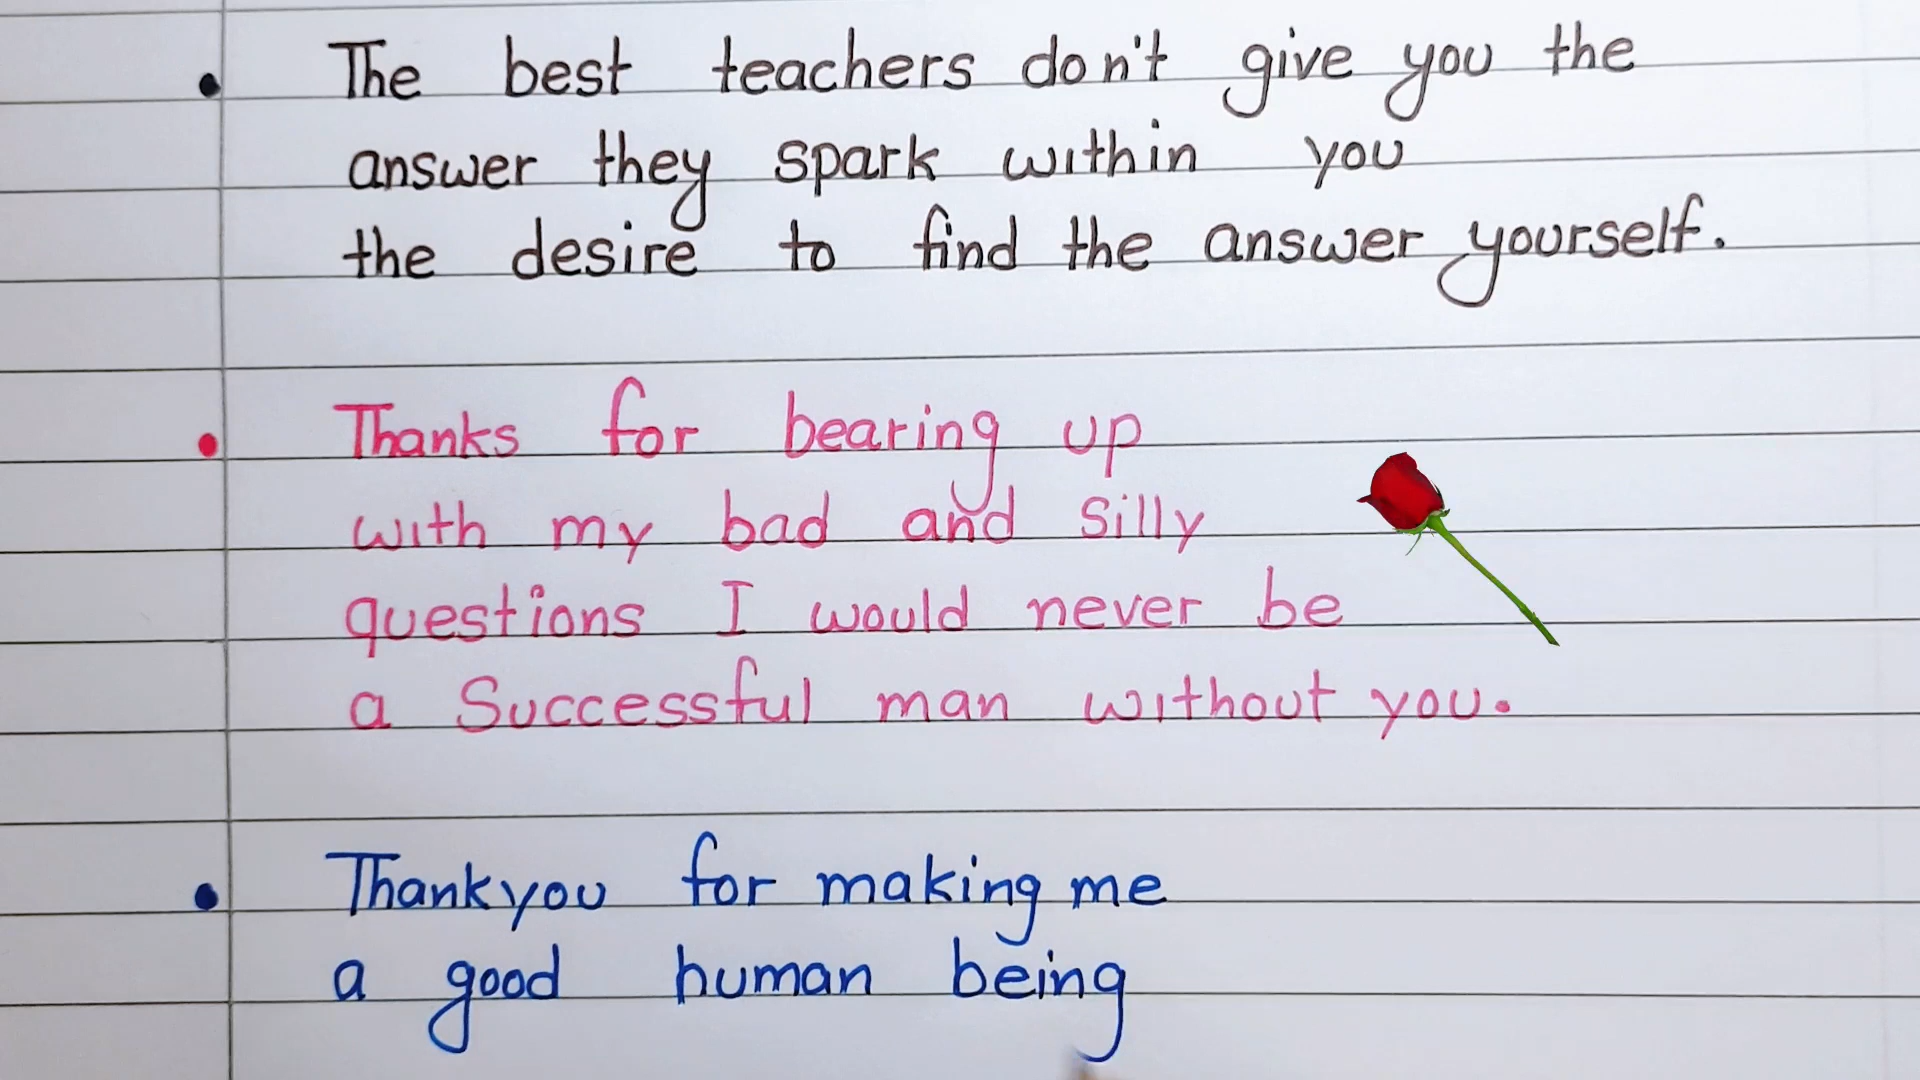 The best teachers don't give you the
answer they spark within you
the desire to find the answer yourself.
Thanks for bearing up
with my bad and silly
questions I would never be
a Successful man without you.
Thankyou for making me
a good human being